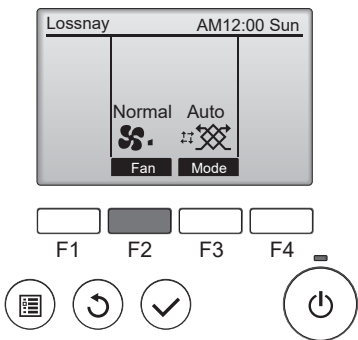 Lossnay AM12:00 Sun
Normal Auto
Fan Mode
F1 F2 F3 F4